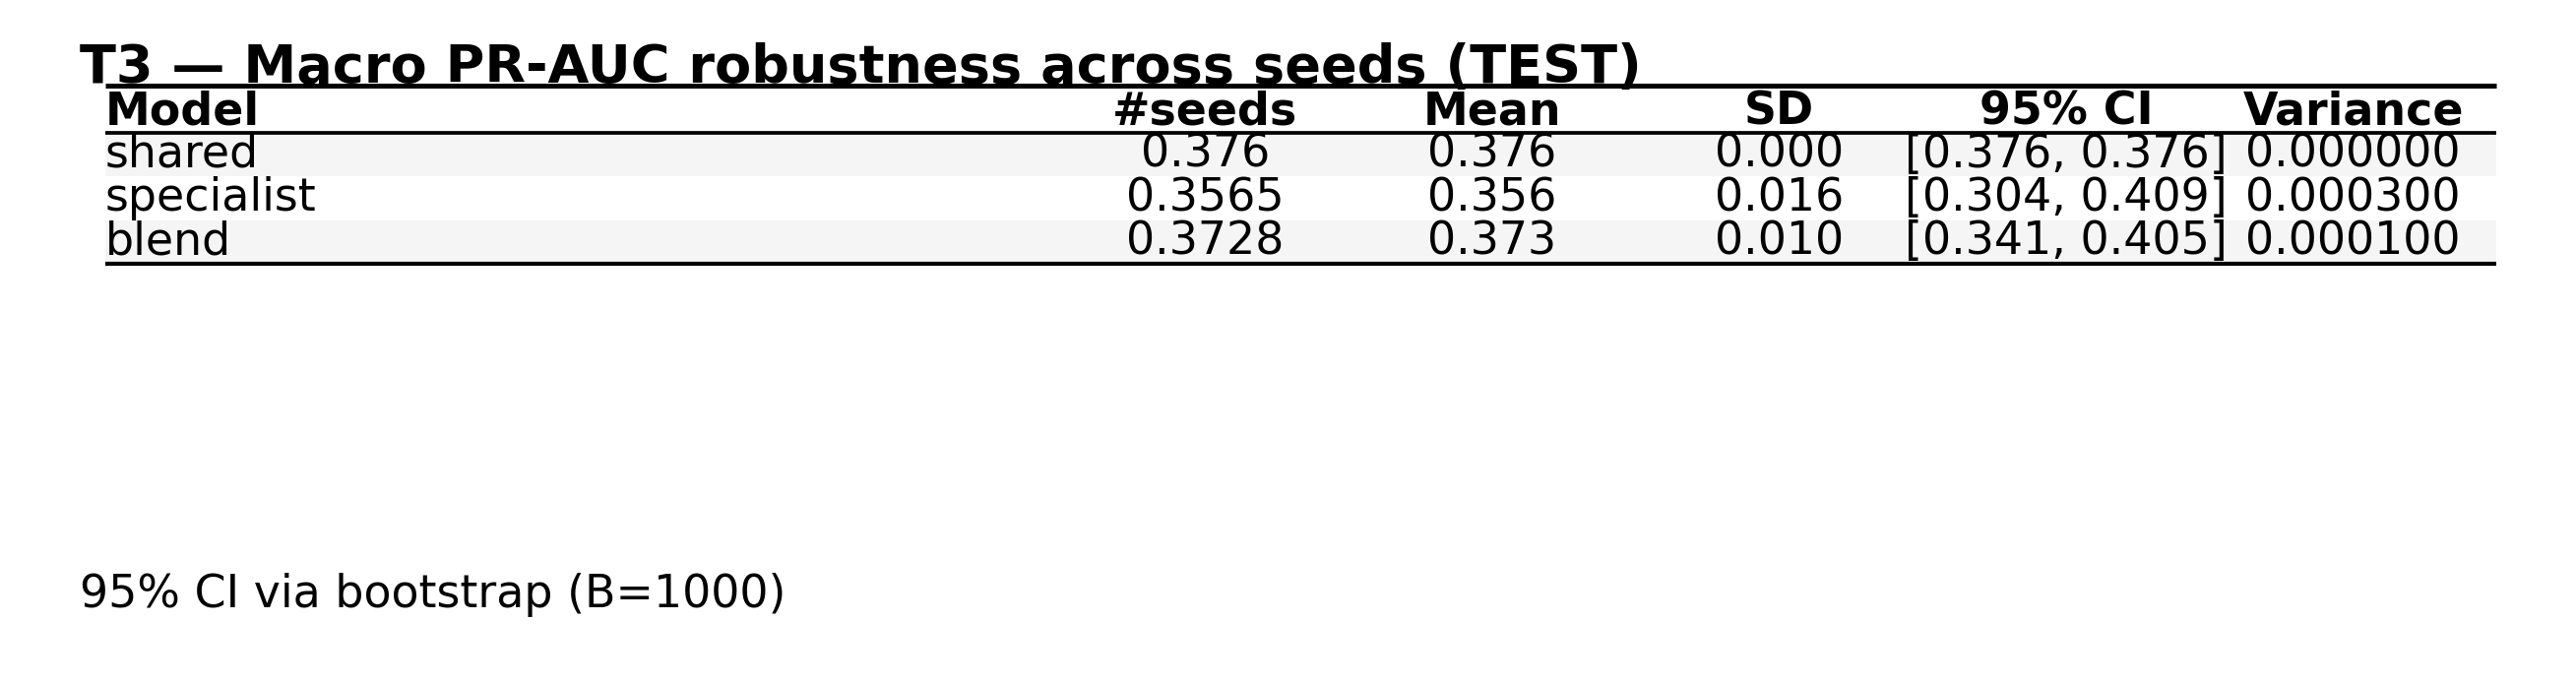 T3 — Macro PR-AUC robustness across seeds (TEST)
Model #seeds Mean SD 95% CI Variance
shared 0.376 0.376 0.000 [0.376, 0.376] 0.000000
specialist 0.3565 0.356 0.016 [0.304, 0.409] 0.000300
blend 0.3728 0.373 0.010 [0.341, 0.405] 0.000100
95% CI via bootstrap (B=1000)